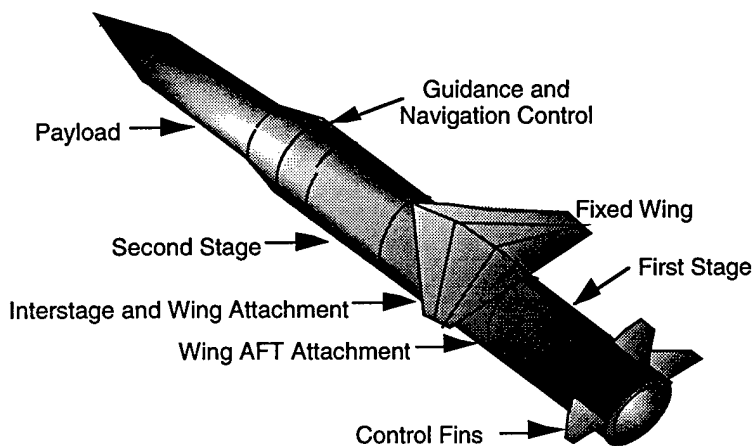 Guidance and
Navigation Control
Payload
Fixed Wing
Second Stage
First Stage
Interstage and Wing Attachment
Wing AFT Attachment
Control Fins